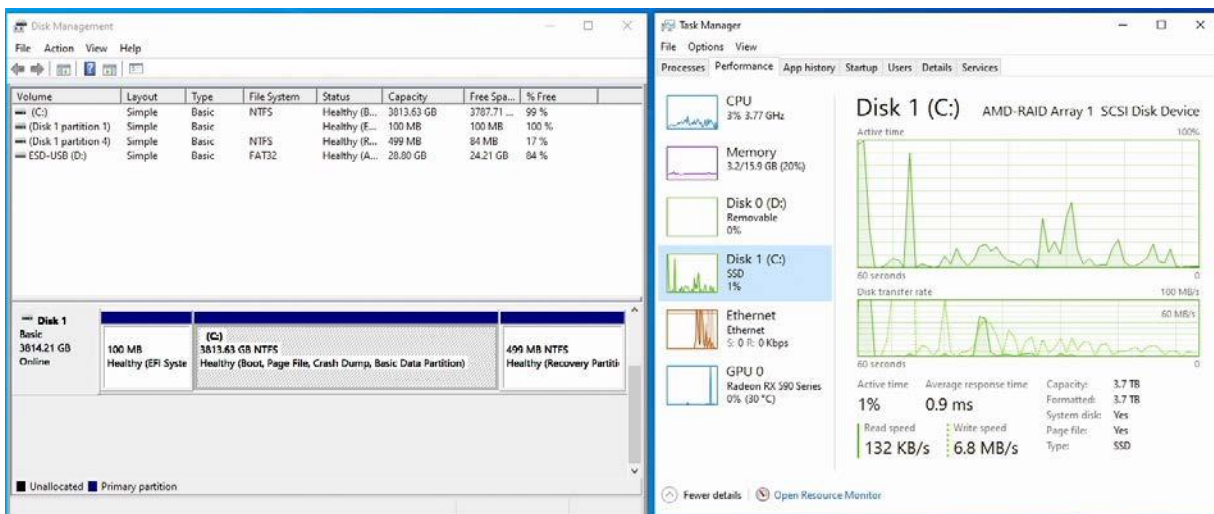 Disk Management
File Action View Help
Volume Layout Type File System Status Capacity Free Spa... % Free
(C:) Simple Basic NTFS Healthy (B... 3813.63 GB 3787.71 ... 99 %
(Disk 1 partition 1) Simple Basic Healthy (E... 100 MB 100 MB 100 %
(Disk 1 partition 4) Simple Basic NTFS Healthy (R... 499 MB 84 MB 17 %
ESD-USB (D:) Simple Basic FAT32 Healthy (A... 28.80 GB 24.21 GB 84 %
Disk 1
Basic
3814.21 GB
Online
100 MB
Healthy (EFI Syste
(C:)
3813.63 GB NTFS
Healthy (Boot, Page File, Crash Dump, Basic Data Partition)
499 MB NTFS
Healthy (Recovery Partiti
Unallocated Primary partition
Task Manager
File Options View
Processes Performance App history Startup Users Details Services
CPU
3% 3.77 GHz
Memory
3.2/15.9 GB (20%)
Disk 0 (D:)
Removable
0%
Disk 1 (C:)
SSD
1%
Ethernet
Ethernet
S: 0 R: 0 Kbps
GPU 0
Radeon RX 590 Series
0% (30 °C)
Disk 1 (C:) AMD-RAID Array 1 SCSI Disk Device
Active time 100%
60 seconds 0
Disk transfer rate 100 MB/s
60 MB/s
60 seconds 0
Active time Average response time
1% 0.9 ms
Read speed Write speed
132 KB/s 6.8 MB/s
Capacity: 3.7 TB
Formatted: 3.7 TB
System disk: Yes
Page file: Yes
Type: SSD
Fewer details Open Resource Monitor